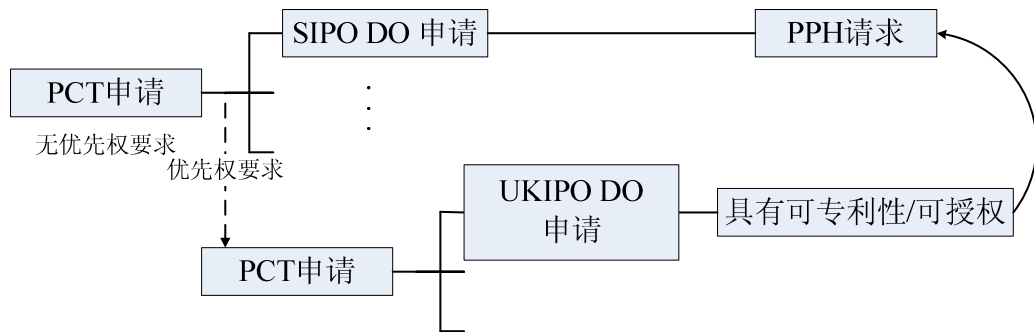 SIPO DO 申请
PPH请求
PCT申请
无优先权要求
优先权要求
UKIPO DO
申请
具有可专利性/可授权
PCT申请